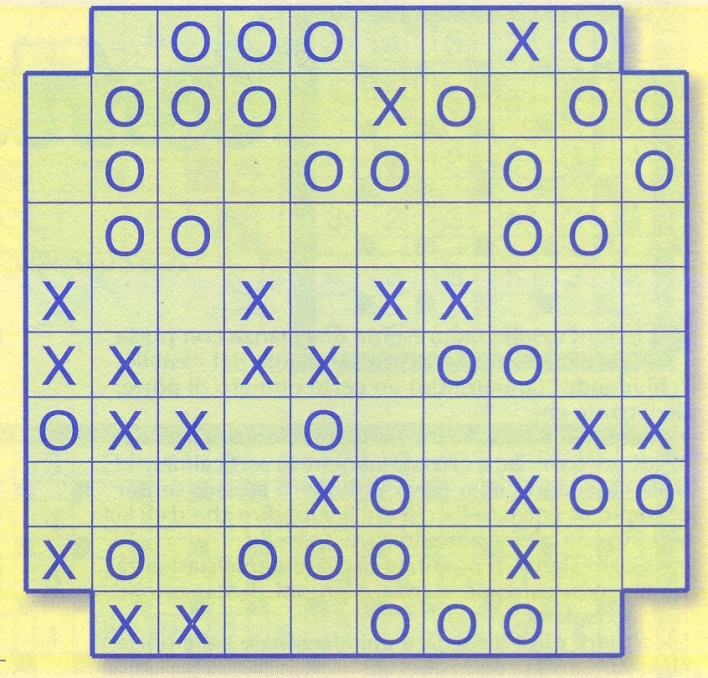 O O O X O
O O O X O O O
O O O O O
O O O O
X X X X
X X X X O O
O X X O X X
X O X O O
X O O O O X
X X O O O